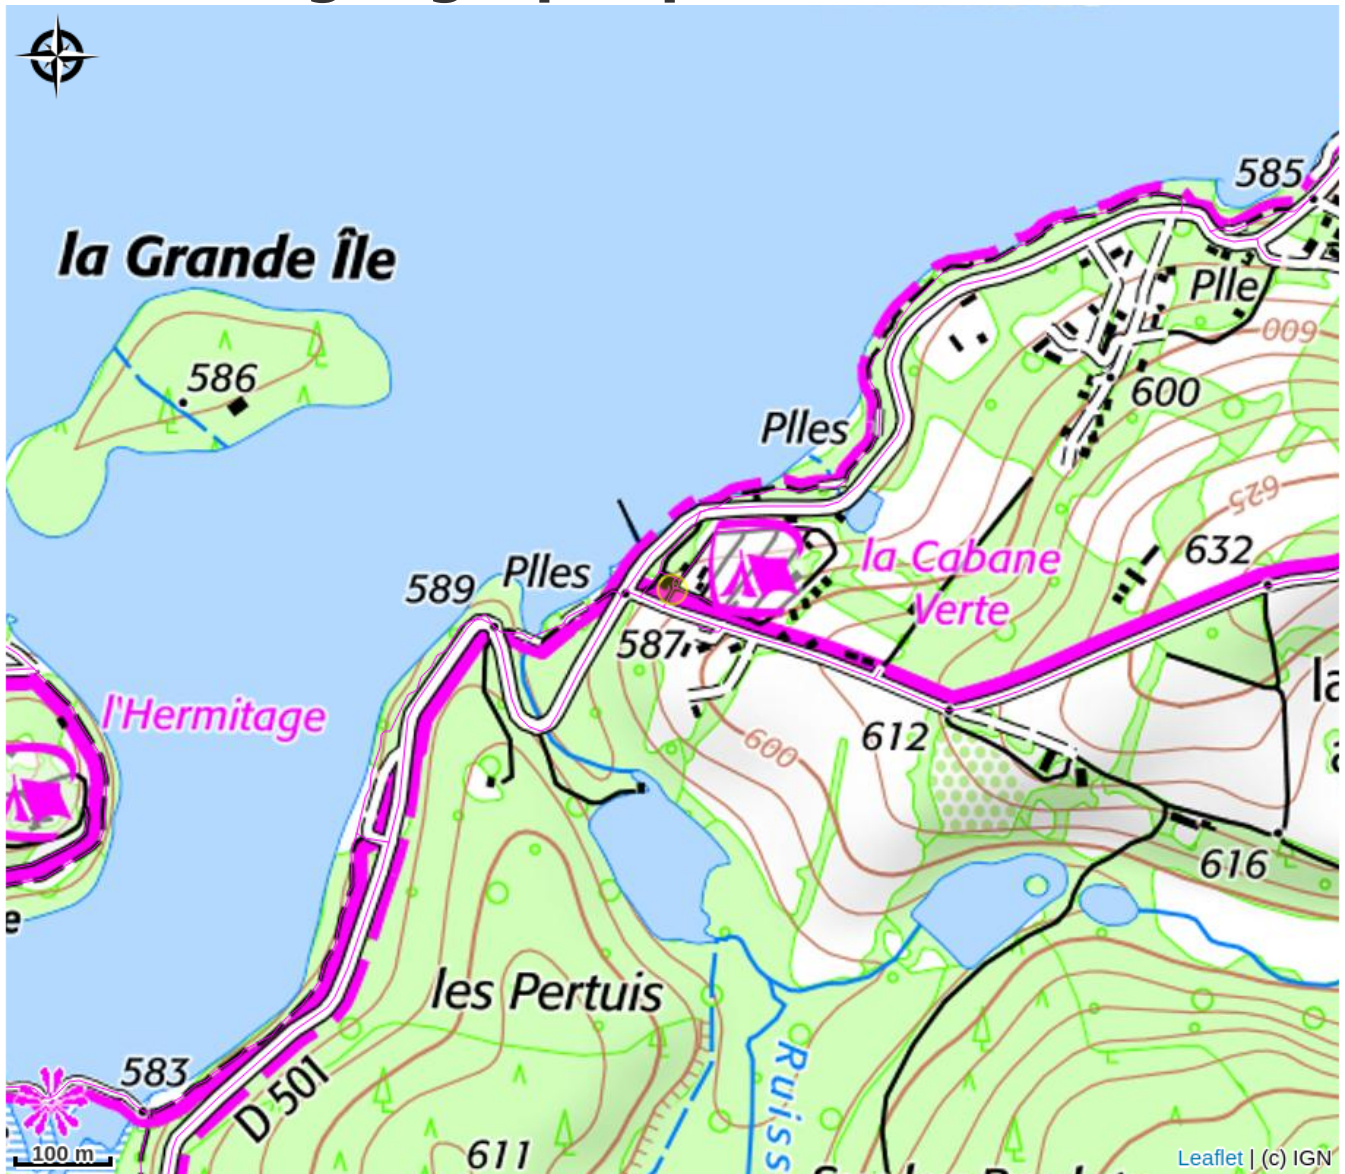 585
la Grande Île
Plle
600
586
600
Plles
625
la Cabane
Verte
632
Plles
589
587
l'Hermitage
612
600
616
les Pertuis
583
D 501
Ruiss
611
100 m
Leaflet | (c) IGN